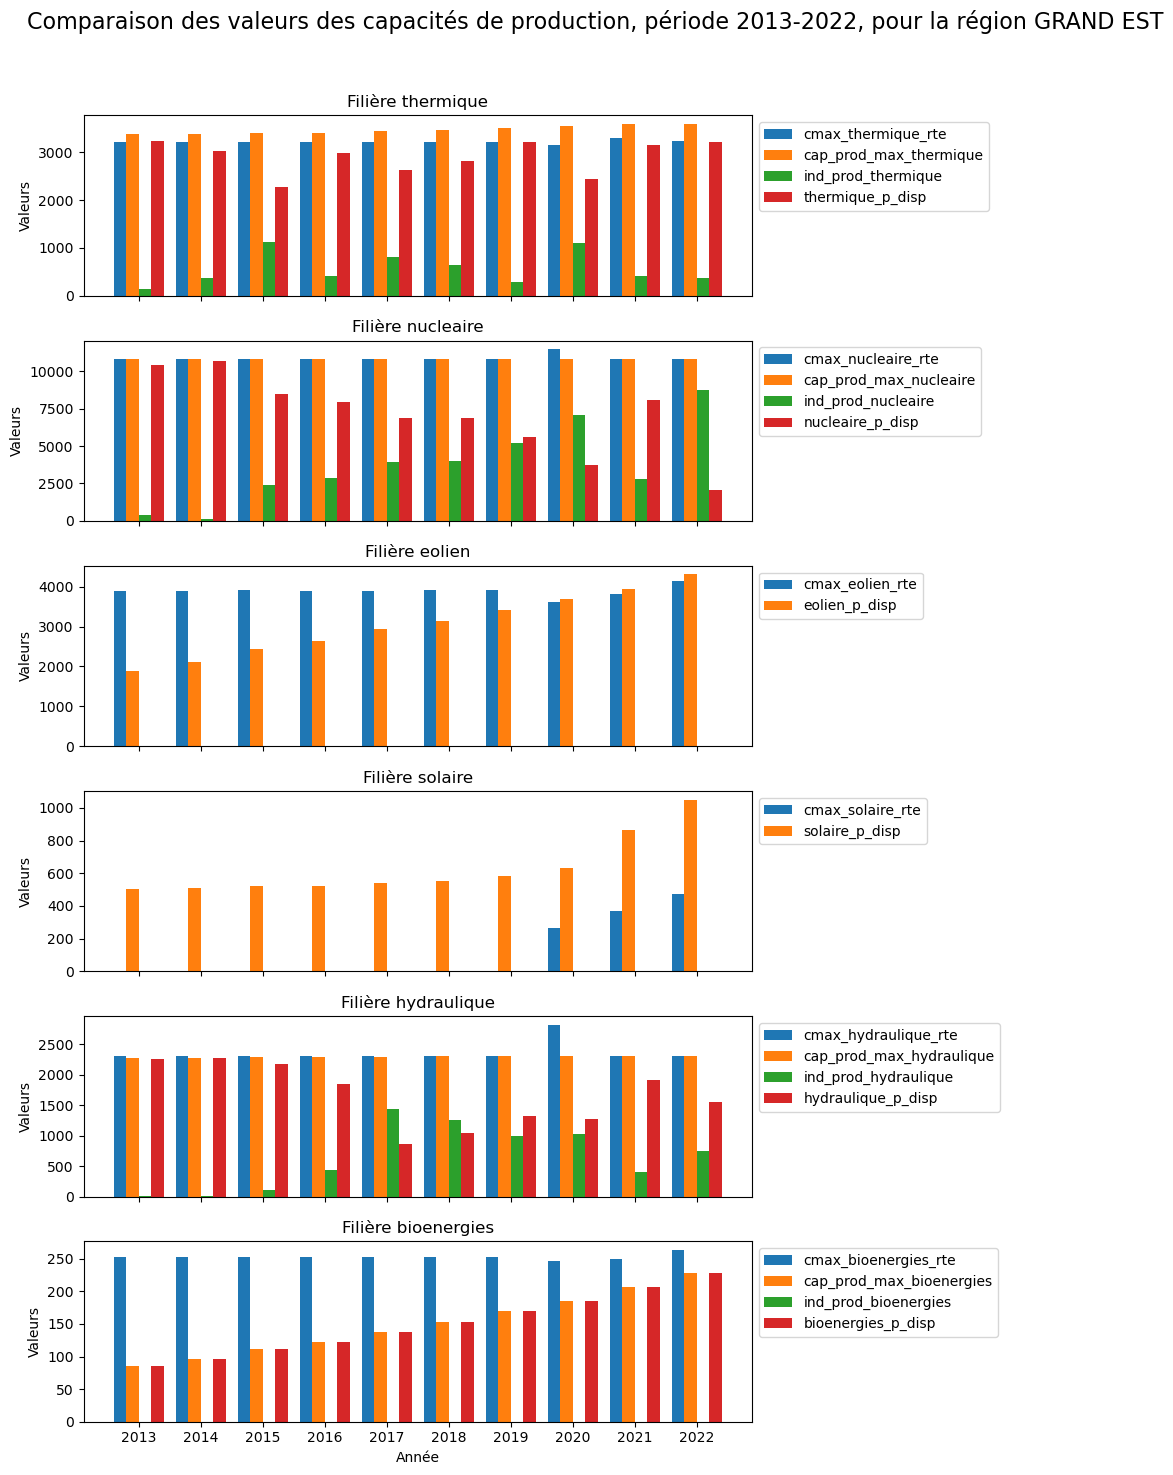 Comparaison des valeurs des capacités de production, période 2013-2022, pour la région GRAND EST
Filière thermique
Valeurs
3000
2000
1000
0
cmax_thermique_rte
cap_prod_max_thermique
ind_prod_thermique
thermique_p_disp
Filière nucleaire
Valeurs
10000
7500
5000
2500
0
cmax_nucleaire_rte
cap_prod_max_nucleaire
ind_prod_nucleaire
nucleaire_p_disp
Filière eolien
Valeurs
4000
3000
2000
1000
0
cmax_eolien_rte
eolien_p_disp
Filière solaire
Valeurs
1000
800
600
400
200
0
cmax_solaire_rte
solaire_p_disp
Filière hydraulique
Valeurs
2500
2000
1500
1000
500
0
cmax_hydraulique_rte
cap_prod_max_hydraulique
ind_prod_hydraulique
hydraulique_p_disp
Filière bioenergies
Valeurs
250
200
150
100
50
0
cmax_bioenergies_rte
cap_prod_max_bioenergies
ind_prod_bioenergies
bioenergies_p_disp
2013 2014 2015 2016 2017 2018 2019 2020 2021 2022
Année